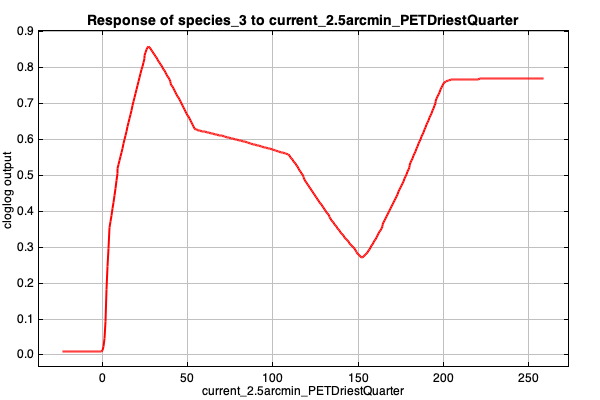 Response of species_3 to current_2.5arcmin_PETDriestQuarter
cloglog output
0.9
0.8
0.7
0.6
0.5
0.4
0.3
0.2
0.1
0.0
0 50 100 150 200 250
current_2.5arcmin_PETDriestQuarter